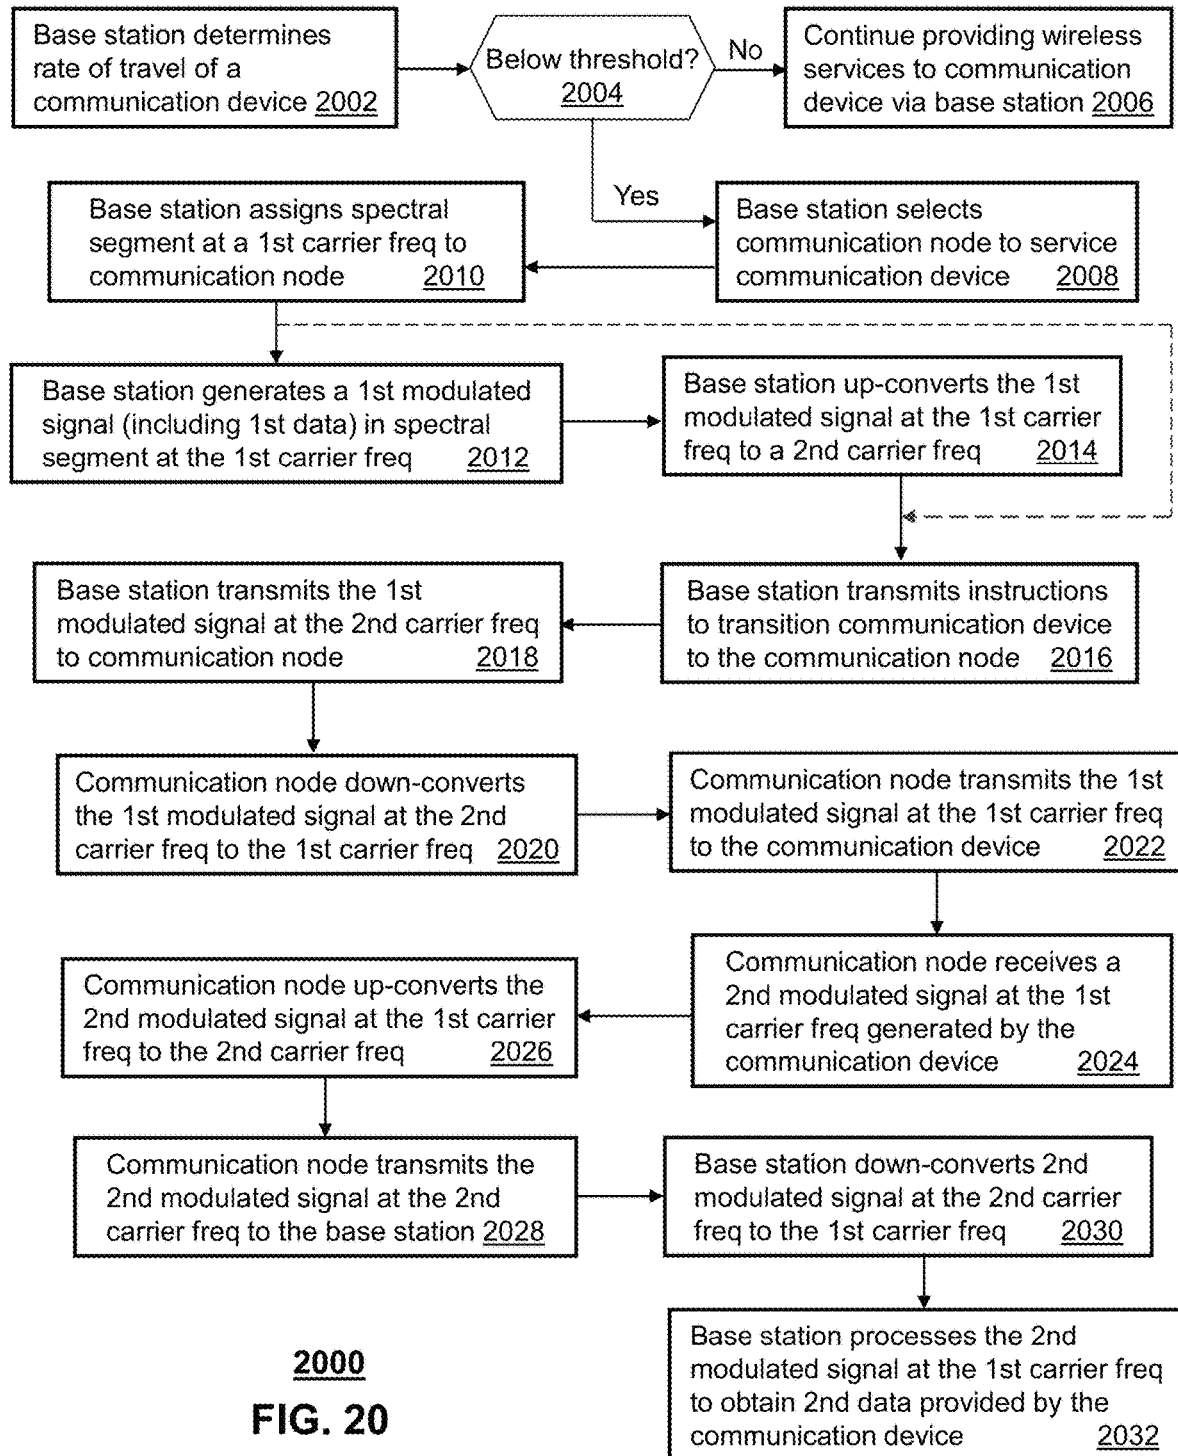 Base station determines
rate of travel of a
communication device 2002
Below threshold?
2004
No
Continue providing wireless
services to communication
device via base station 2006
Yes
Base station selects
communication node to service
communication device 2008
Base station assigns spectral
segment at a 1st carrier freq to
communication node 2010
Base station generates a 1st modulated
signal (including 1st data) in spectral
segment at the 1st carrier freq 2012
Base station up-converts the 1st
modulated signal at the 1st carrier
freq to a 2nd carrier freq 2014
Base station transmits instructions
to transition communication device
to the communication node 2016
Base station transmits the 1st
modulated signal at the 2nd carrier freq
to communication node 2018
Communication node down-converts
the 1st modulated signal at the 2nd
carrier freq to the 1st carrier freq 2020
Communication node transmits the 1st
modulated signal at the 1st carrier freq
to the communication device 2022
Communication node receives a
2nd modulated signal at the 1st
carrier freq generated by the
communication device 2024
Communication node up-converts the
2nd modulated signal at the 1st carrier
freq to the 2nd carrier freq 2026
Communication node transmits the
2nd modulated signal at the 2nd
carrier freq to the base station 2028
Base station down-converts 2nd
modulated signal at the 2nd carrier
freq to the 1st carrier freq 2030
Base station processes the 2nd
modulated signal at the 1st carrier freq
to obtain 2nd data provided by the
communication device 2032
2000
FIG. 20